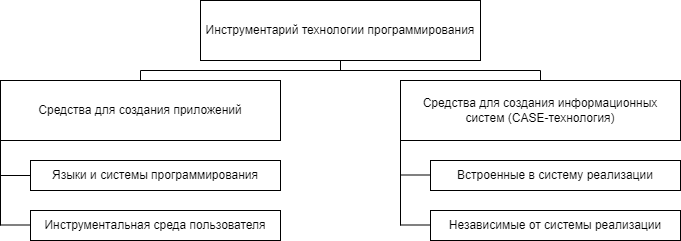 Инструментарий технологии программирования
Средства для создания приложений
Средства для создания информационных
систем (CASE-технология)
Языки и системы программирования
Встроенные в систему реализации
Инструментальная среда пользователя
Независимые от системы реализации